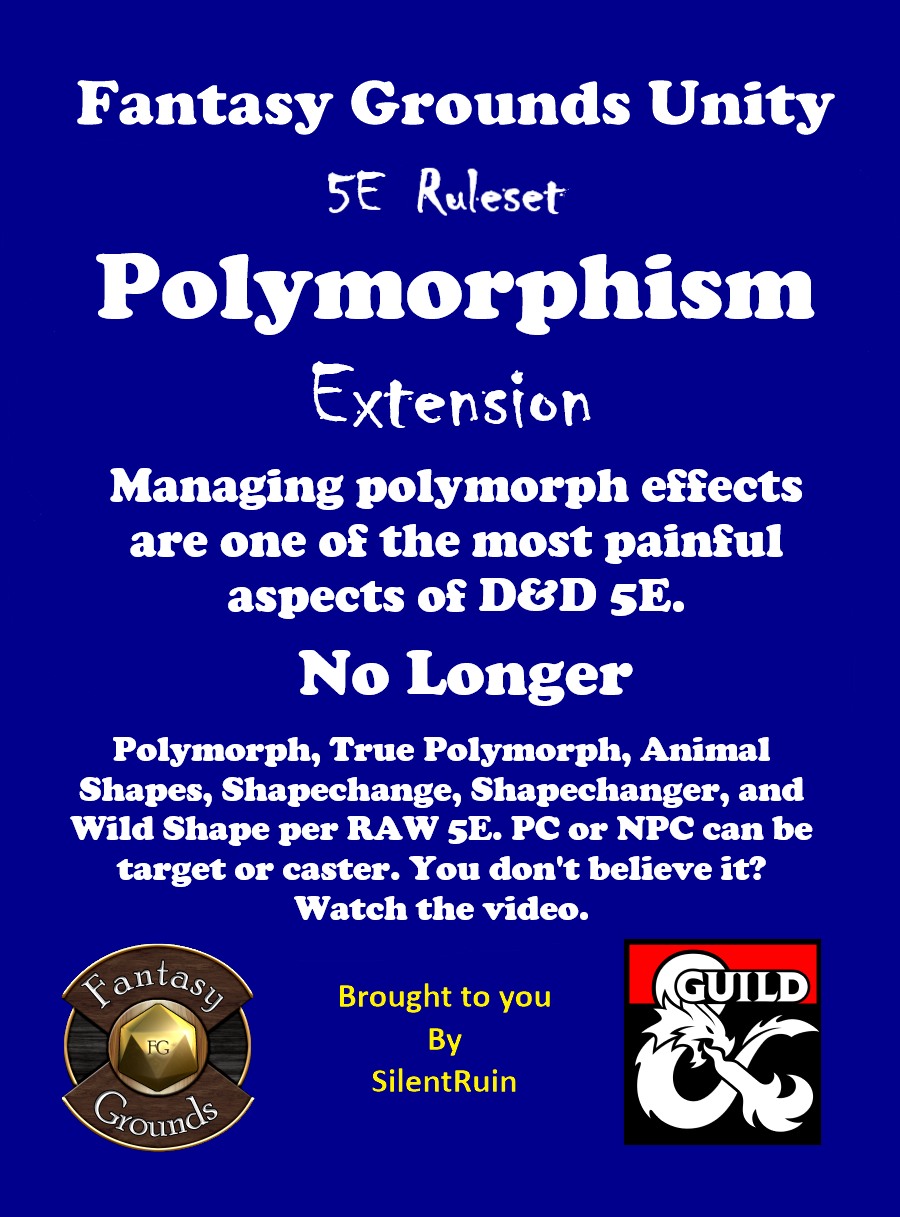 Fantasy Grounds Unity
5E Ruleset
Polymorphism
Extension
Managing polymorph effects
are one of the most painful
aspects of D&D 5E.
No Longer
Polymorph, True Polymorph, Animal
Shapes, Shapechange, Shapechanger, and
Wild Shape per RAW 5E. PC or NPC can be
target or caster. You don't believe it?
Watch the video.
Fantasy
FG
Grounds
Brought to you
By
SilentRuin
GUILD